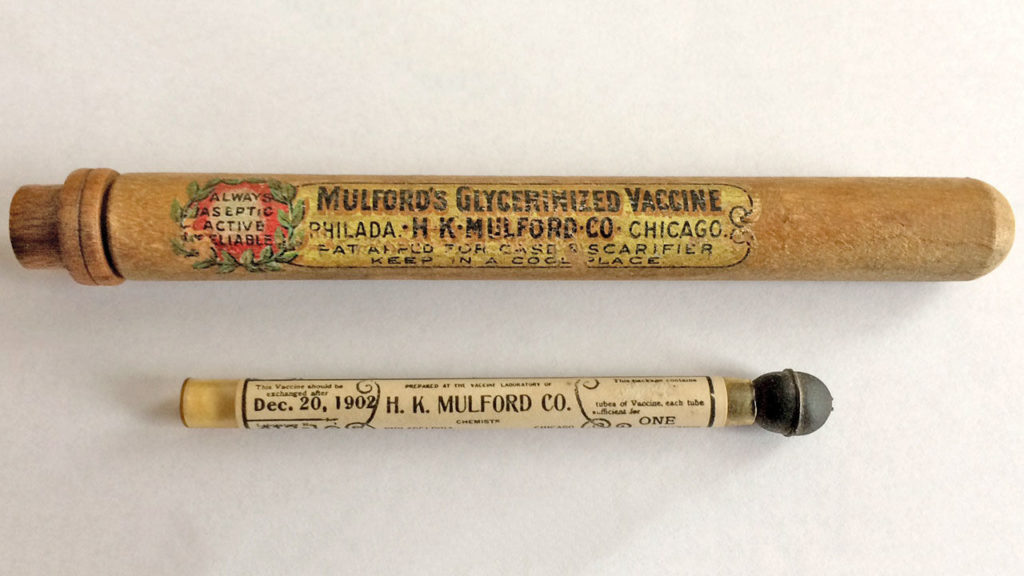 ALWAYS
ASEPTIC
ACTIVE
RELIABLE
MULFORD'S GLYCERINIZED VACCINE
PHILADA. · H·K·MULFORD·CO· CHICAGO.
PAT APPLD FOR CASE & SCARIFIER
KEEP IN A COOL PLACE
This Vaccine should be
exchanged after
Dec. 20, 1902
PREPARED AT THE VACCINE LABORATORY OF
H. K. MULFORD CO.
CHEMISTS
PHILADELPHIA CHICAGO
This package contains
tubes of Vaccine, each tube
sufficient for
ONE